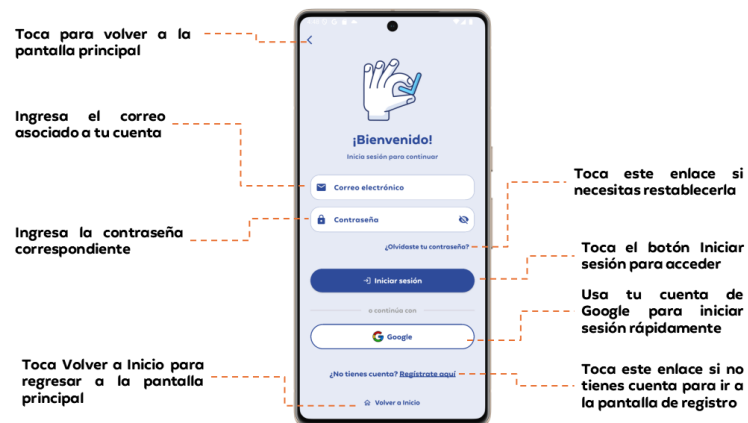 Toca para volver a la
pantalla principal
Ingresa el correo
asociado a tu cuenta
Ingresa la contraseña
correspondiente
Toca Volver a Inicio para
regresar a la pantalla
principal
¡Bienvenido!
Inicia sesión para continuar
Correo electrónico
Contraseña
¿Olvidaste tu contraseña?
Iniciar sesión
o continúa con
Google
¿No tienes cuenta? Regístrate aquí
Volver a Inicio
Toca este enlace si
necesitas restablecerla
Toca el botón Iniciar
sesión para acceder
Usa tu cuenta de
Google para iniciar
sesión rápidamente
Toca este enlace si no
tienes cuenta para ir a
la pantalla de registro